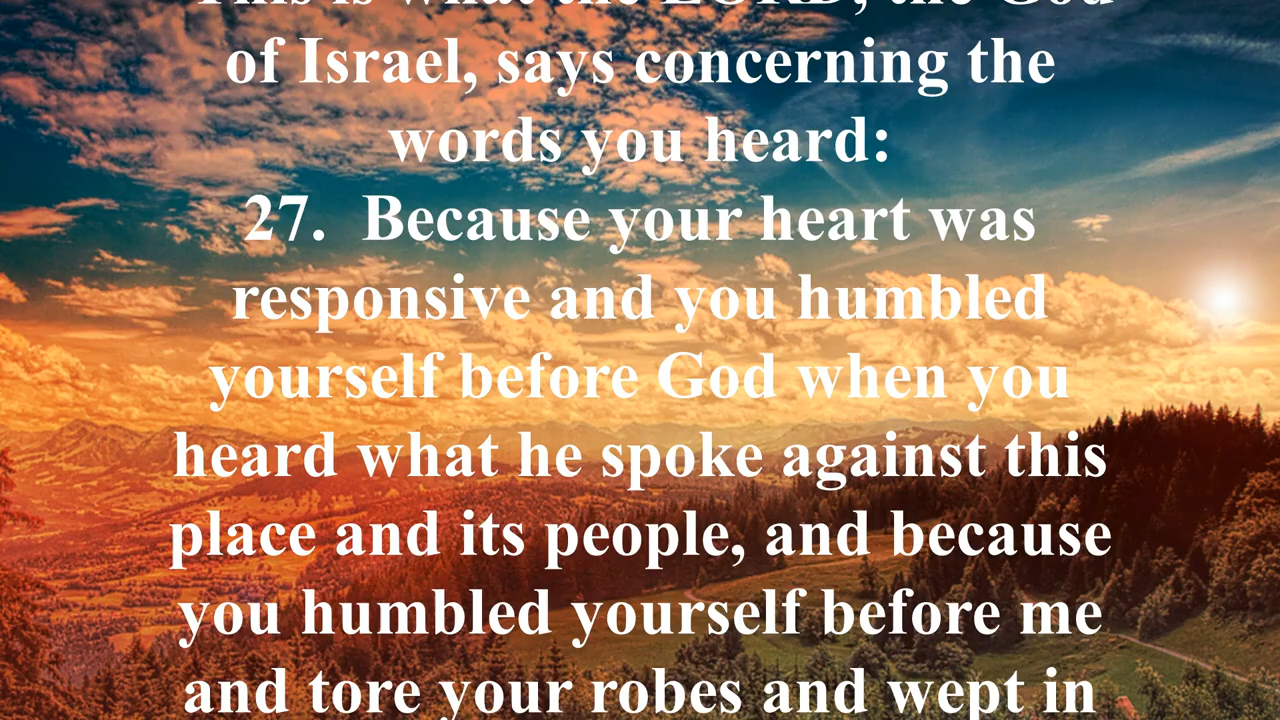 This is what the LORD, the God
of Israel, says concerning the
words you heard:
27. Because your heart was
responsive and you humbled
yourself before God when you
heard what he spoke against this
place and its people, and because
you humbled yourself before me
and tore your robes and wept in